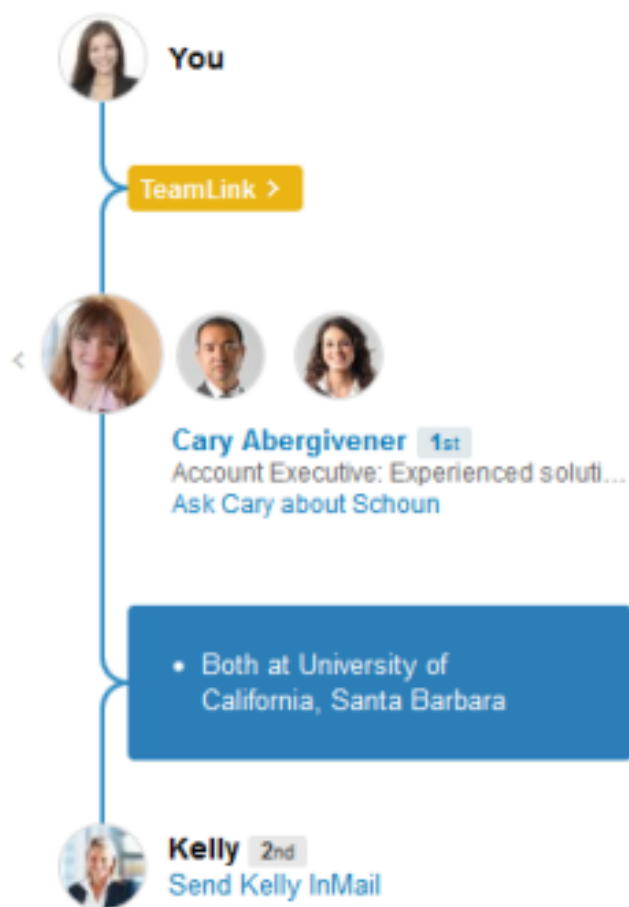 You
TeamLink >
Cary Abergivener 1st
Account Executive: Experienced soluti...
Ask Cary about Schoun
• Both at University of
California, Santa Barbara
Kelly 2nd
Send Kelly InMail